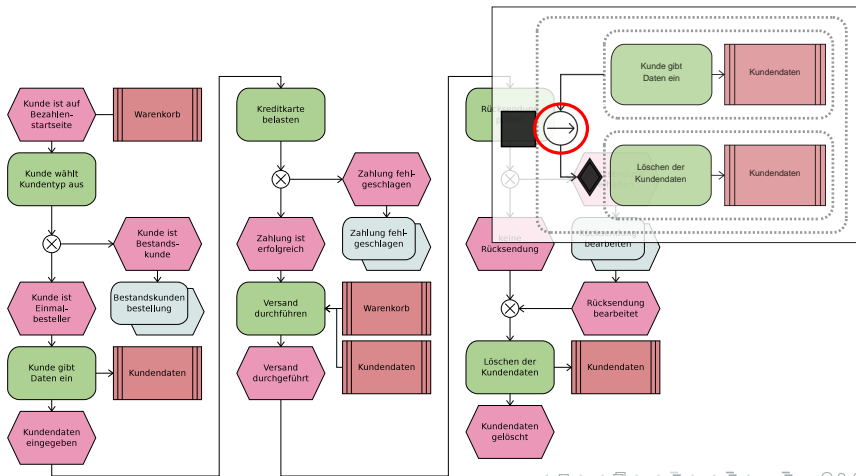 Kunde ist auf
Bezahlen-
startseite
Warenkorb
Kunde wählt
Kundentyp aus
Kunde ist
Bestands-
kunde
Kunde ist
Einmal-
besteller
Bestandskunden
bestellung
Kunde gibt
Daten ein
Kundendaten
Kundendaten
eingegeben
Kreditkarte
belasten
Zahlung fehl-
geschlagen
Zahlung ist
erfolgreich
Zahlung fehl-
geschlagen
Versand
durchführen
Warenkorb
Kundendaten
Versand
durchgeführt
keine
Rücksendung
bearbeiten
Rücksendung
bearbeitet
Löschen der
Kundendaten
Kundendaten
Kundendaten
gelöscht
Kunde gibt
Daten ein
Kundendaten
Löschen der
Kundendaten
Kundendaten